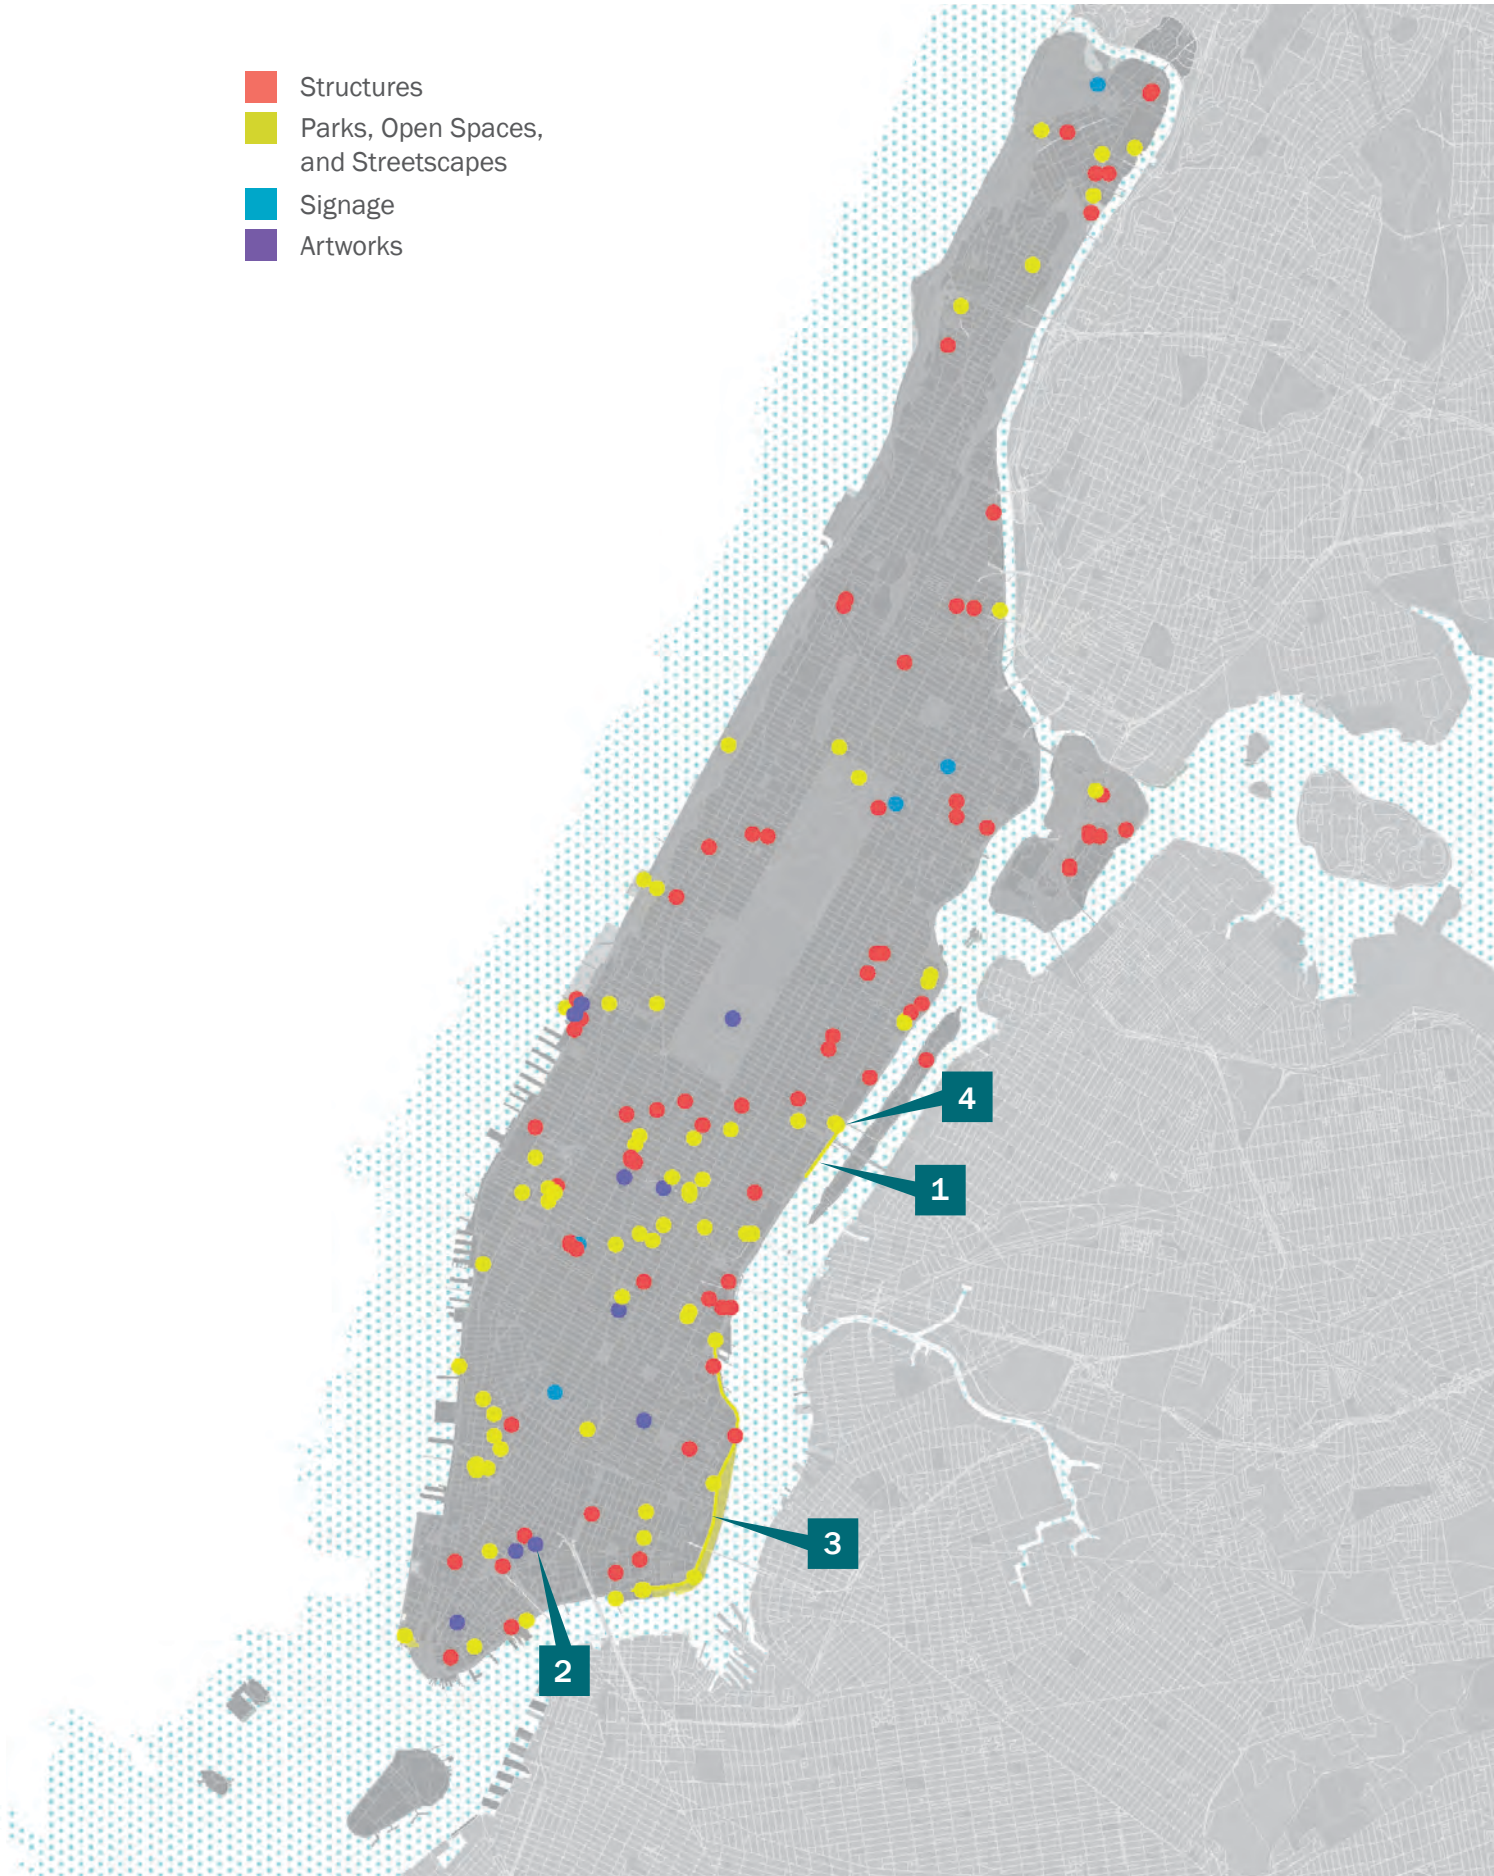 Structures
Parks, Open Spaces,
and Streetscapes
Signage
Artworks
4
1
3
2